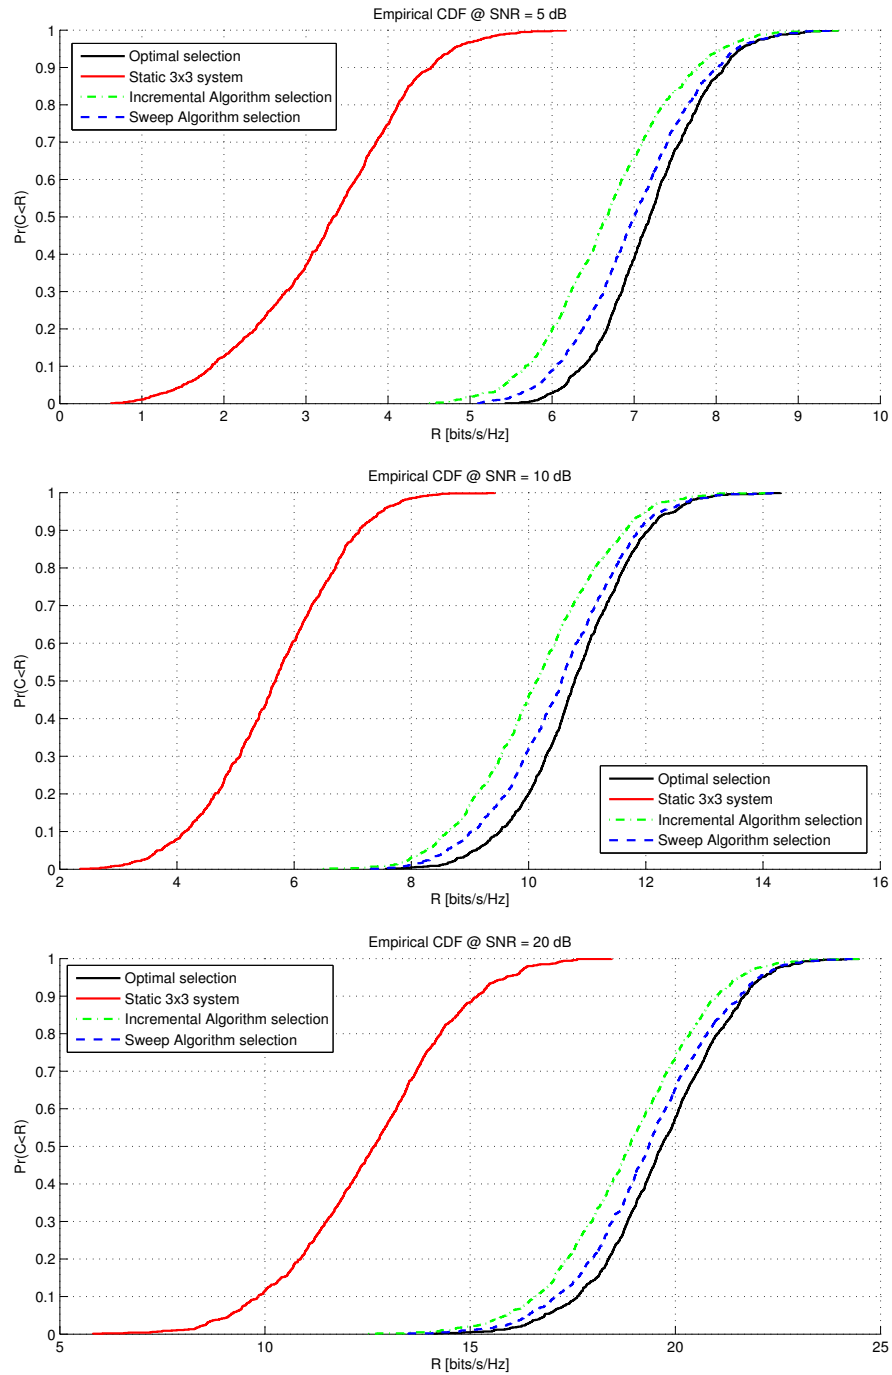 Empirical CDF @ SNR = 5 dB
Optimal selection
Static 3x3 system
Incremental Algorithm selection
Sweep Algorithm selection
Pr(C<R)
1
0.9
0.8
0.7
0.6
0.5
0.4
0.3
0.2
0.1
0
0 1 2 3 4 5 6 7 8 9 10
R [bits/s/Hz]
Empirical CDF @ SNR = 10 dB
Pr(C<R)
1
0.9
0.8
0.7
0.6
0.5
0.4
0.3
0.2
0.1
0
Optimal selection
Static 3x3 system
Incremental Algorithm selection
Sweep Algorithm selection
2 4 6 8 10 12 14 16
R [bits/s/Hz]
Empirical CDF @ SNR = 20 dB
Optimal selection
Static 3x3 system
Incremental Algorithm selection
Sweep Algorithm selection
Pr(C<R)
1
0.9
0.8
0.7
0.6
0.5
0.4
0.3
0.2
0.1
0
5 10 15 20 25
R [bits/s/Hz]